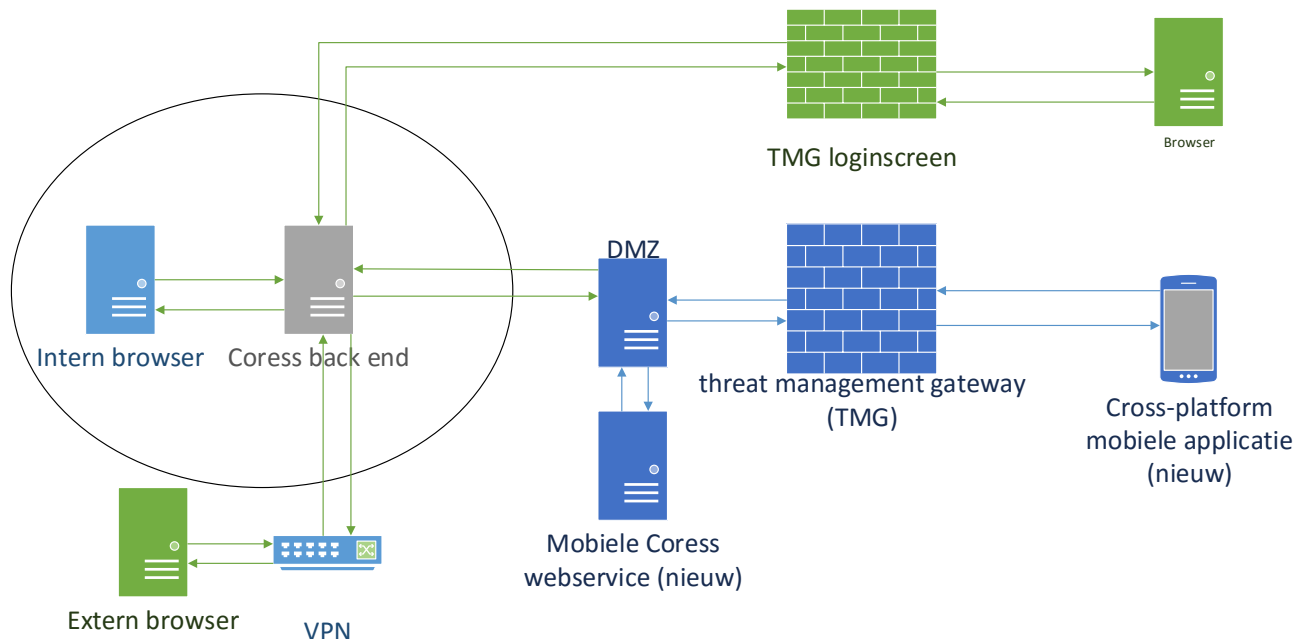 TMG loginscreen
Browser
DMZ
Intern browser
Coress back end
threat management gateway
(TMG)
Cross-platform
mobiele applicatie
(nieuw)
Mobiele Coress
webservice (nieuw)
Extern browser
VPN